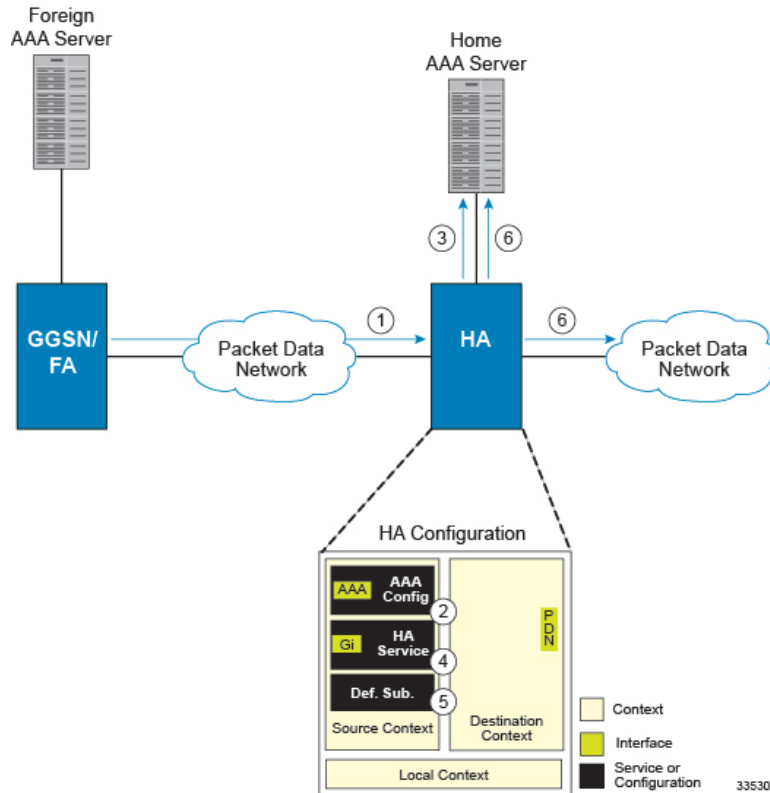 Foreign
AAA Server
Home
AAA Server
3
6
GGSN/
FA
1
Packet Data
Network
HA
6
Packet Data
Network
HA Configuration
AAA
AAA
Config
2
Gi
HA
Service
4
Def. Sub.
5
Source Context
PDN
Destination
Context
Local Context
Context
Interface
Service or
Configuration
33530